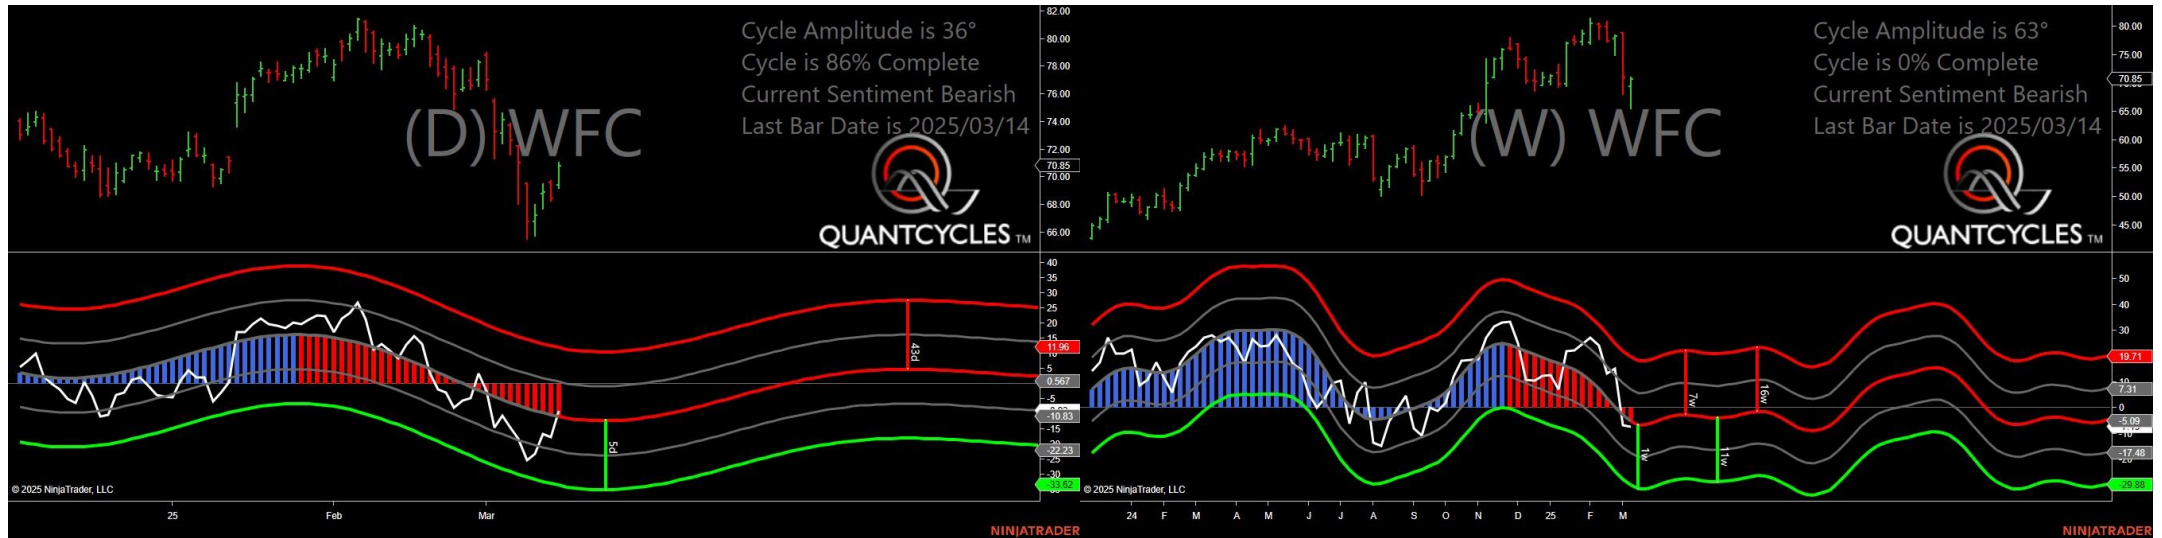 82.00
80.00
78.00
76.00
74.00
72.00
70.85
70.00
68.00
66.00
Cycle Amplitude is 36°
Cycle is 86% Complete
Current Sentiment Bearish
Last Bar Date is 2025/03/14
(D) WFC
QUANTCYCLES TM
40
35
30
25
20
15
10
11.96
5
0.567
-5
-10.83
-15
-22.23
-25
-30
-33.62
43d
5d
© 2025 NinjaTrader, LLC
25 Feb Mar
NINJATRADER
80.00
75.00
70.85
65.00
60.00
55.00
50.00
45.00
Cycle Amplitude is 63°
Cycle is 0% Complete
Current Sentiment Bearish
Last Bar Date is 2025/03/14
(W) WFC
QUANTCYCLES TM
50
40
30
19.71
10
7.31
0
-5.09
-10
-17.48
-29.88
7w
16w
1w
11w
© 2025 NinjaTrader, LLC
24 F M A M J J A S O N D 25 F M
NINJATRADER